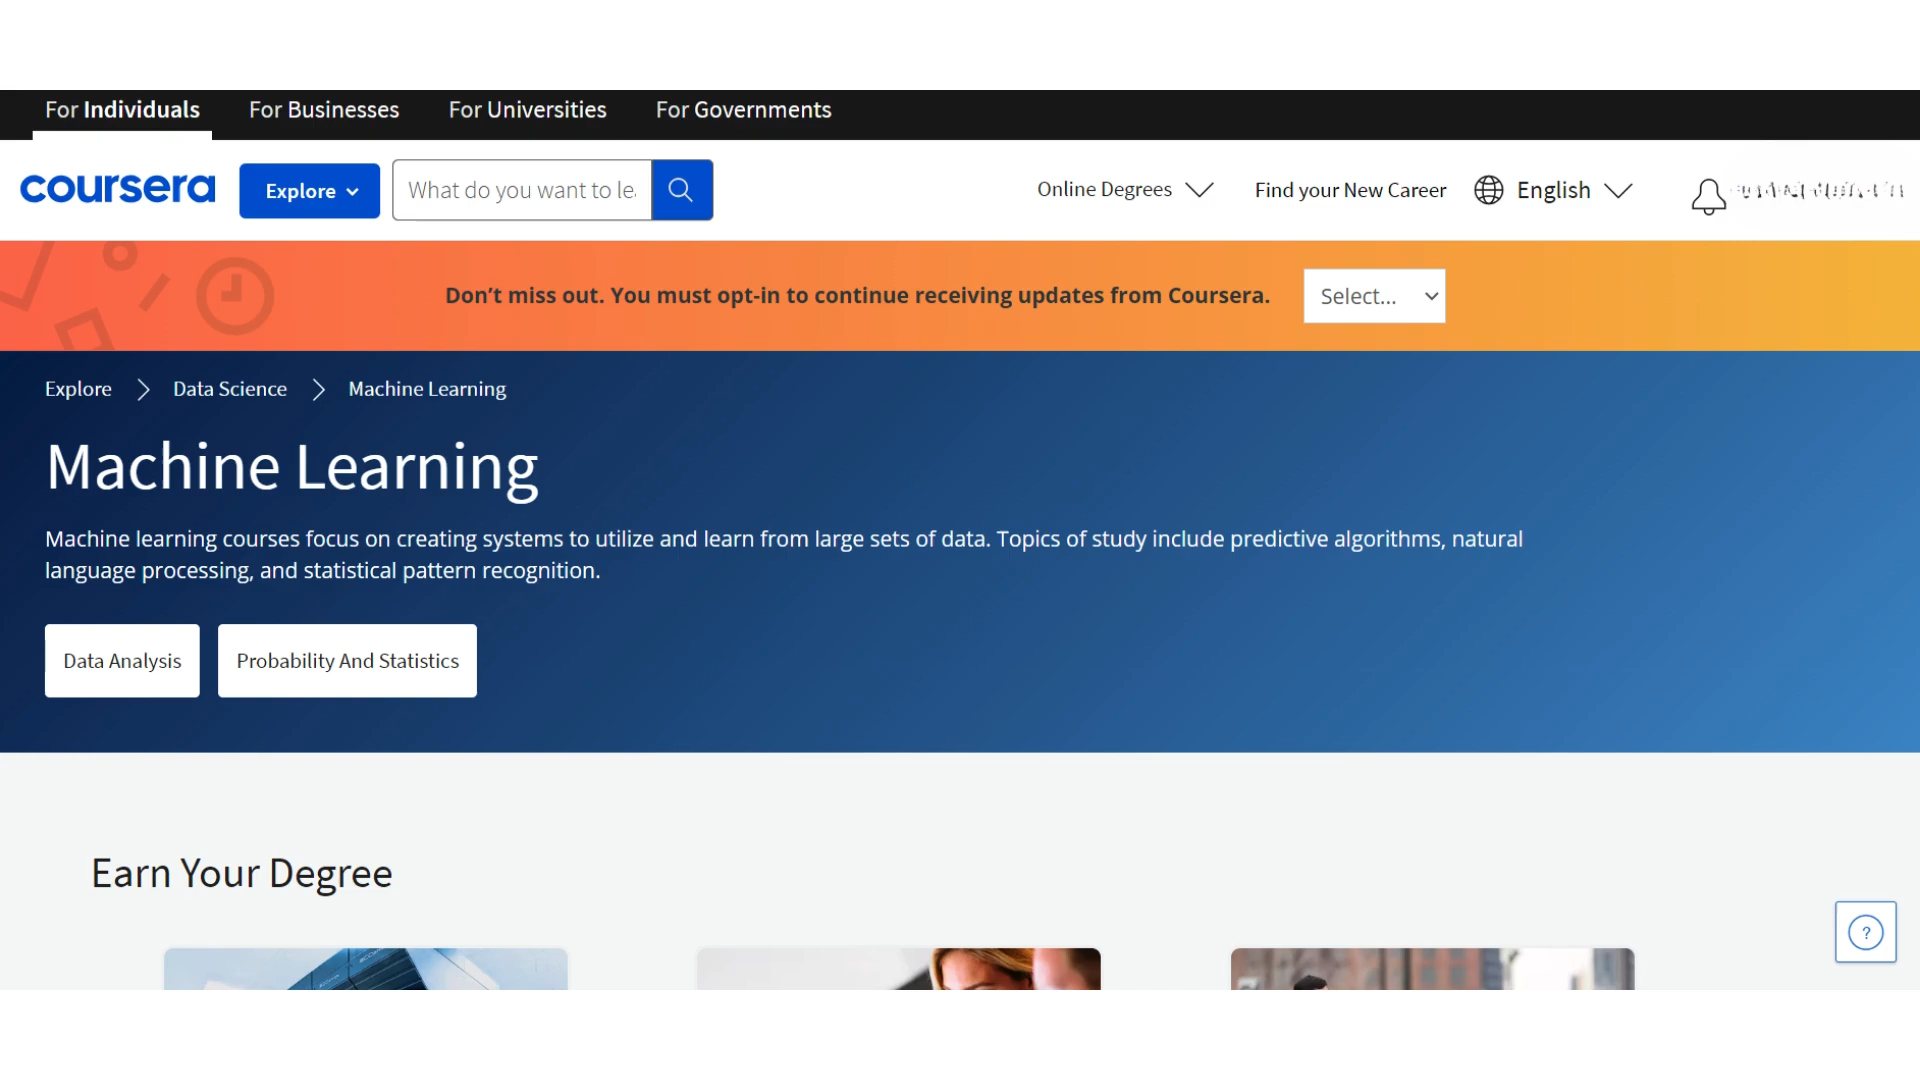 For Individuals For Businesses For Universities For Governments
coursera Explore What do you want to le Online Degrees Find your New Career English
Don’t miss out. You must opt-in to continue receiving updates from Coursera. Select...
Explore Data Science Machine Learning
Machine Learning
Machine learning courses focus on creating systems to utilize and learn from large sets of data. Topics of study include predictive algorithms, natural
language processing, and statistical pattern recognition.
Data Analysis Probability And Statistics
Earn Your Degree
?